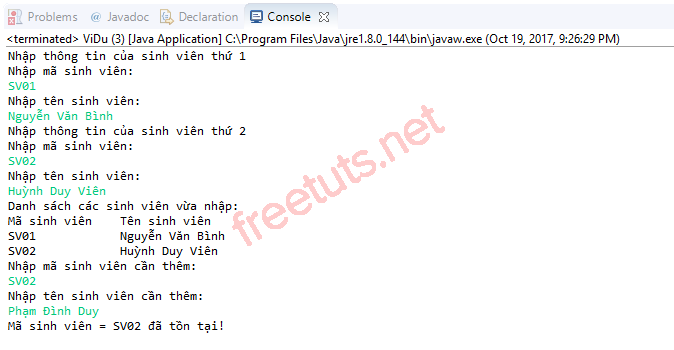 Problems @ Javadoc Declaration Console
<terminated> ViDu (3) [Java Application] C:\Program Files\Java\jre1.8.0_144\bin\javaw.exe (Oct 19, 2017, 9:26:29 PM)
Nhập thông tin của sinh viên thứ 1
Nhập mã sinh viên:
SV01
Nhập tên sinh viên:
Nguyễn Văn Bình
Nhập thông tin của sinh viên thứ 2
Nhập mã sinh viên:
SV02
Nhập tên sinh viên:
Huỳnh Duy Viên
Danh sách các sinh viên vừa nhập:
Mã sinh viên Tên sinh viên
SV01 Nguyễn Văn Bình
SV02 Huỳnh Duy Viên
Nhập mã sinh viên cần thêm:
SV02
Nhập tên sinh viên cần thêm:
Phạm Đình Duy
Mã sinh viên = SV02 đã tồn tại!
freetuts.net